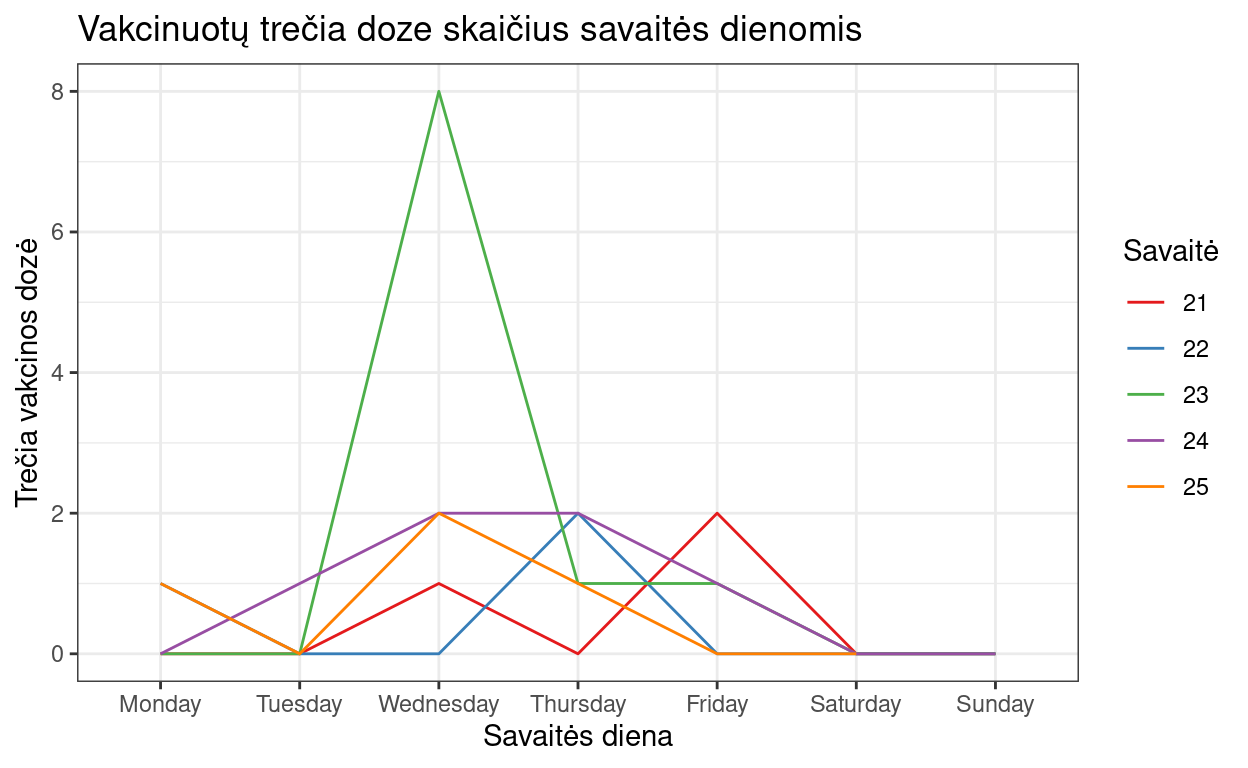 Vakcinuotų trečia doze skaičius savaitės dienomis
Trečia vakcinos dozė
8
6
4
2
0
Monday Tuesday Wednesday Thursday Friday Saturday Sunday
Savaitės diena
Savaitė
21
22
23
24
25